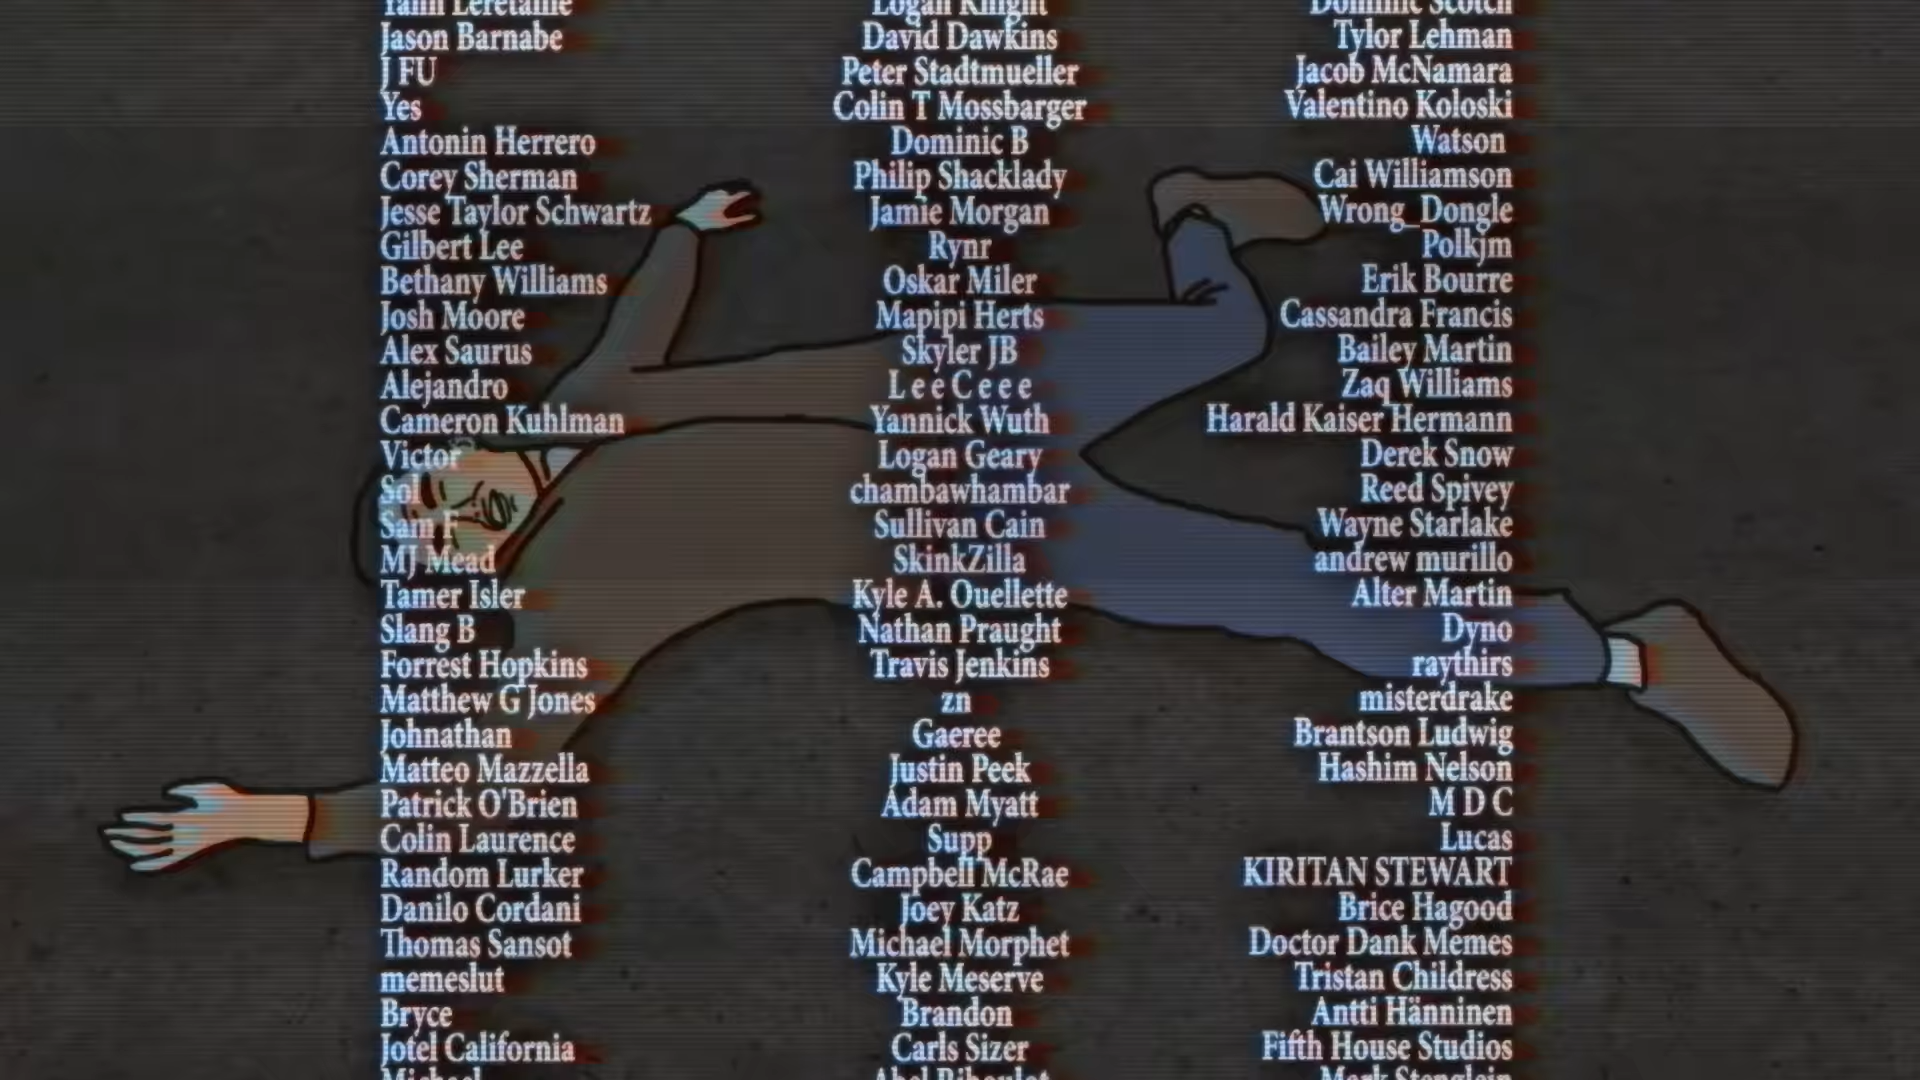 Yann Leretaille
Jason Barnabe
J FU
Yes
Antonin Herrero
Corey Sherman
Jesse Taylor Schwartz
Gilbert Lee
Bethany Williams
Josh Moore
Alex Saurus
Alejandro
Cameron Kuhlman
Victor
Sol
Sam F
MJ Mead
Tamer Isler
Slang B
Forrest Hopkins
Matthew G Jones
Johnathan
Matteo Mazzella
Patrick O'Brien
Colin Laurence
Random Lurker
Danilo Cordani
Thomas Sansot
memeslut
Bryce
Jotel California
Michael
Logan Knight
David Dawkins
Peter Stadtmueller
Colin T Mossbarger
Dominic B
Philip Shacklady
Jamie Morgan
Rynr
Oskar Miler
Mapipi Herts
Skyler JB
L e e C e e e
Yannick Wuth
Logan Geary
chambawhambar
Sullivan Cain
SkinkZilla
Kyle A. Ouellette
Nathan Praught
Travis Jenkins
zn
Gaeree
Justin Peek
Adam Myatt
Supp
Campbell McRae
Joey Katz
Michael Morphet
Kyle Meserve
Brandon
Carls Sizer
Abel
Dominic Scotch
Tylor Lehman
Jacob McNamara
Valentino Koloski
Watson
Cai Williamson
Wrong_Dongle
Polkjm
Erik Bourre
Cassandra Francis
Bailey Martin
Zaq Williams
Harald Kaiser Hermann
Derek Snow
Reed Spivey
Wayne Starlake
andrew murillo
Alter Martin
Dyno
raythirs
misterdrake
Brantson Ludwig
Hashim Nelson
M D C
Lucas
KIRITAN STEWART
Brice Hagood
Doctor Dank Memes
Tristan Childress
Antti Hänninen
Fifth House Studios
Mark